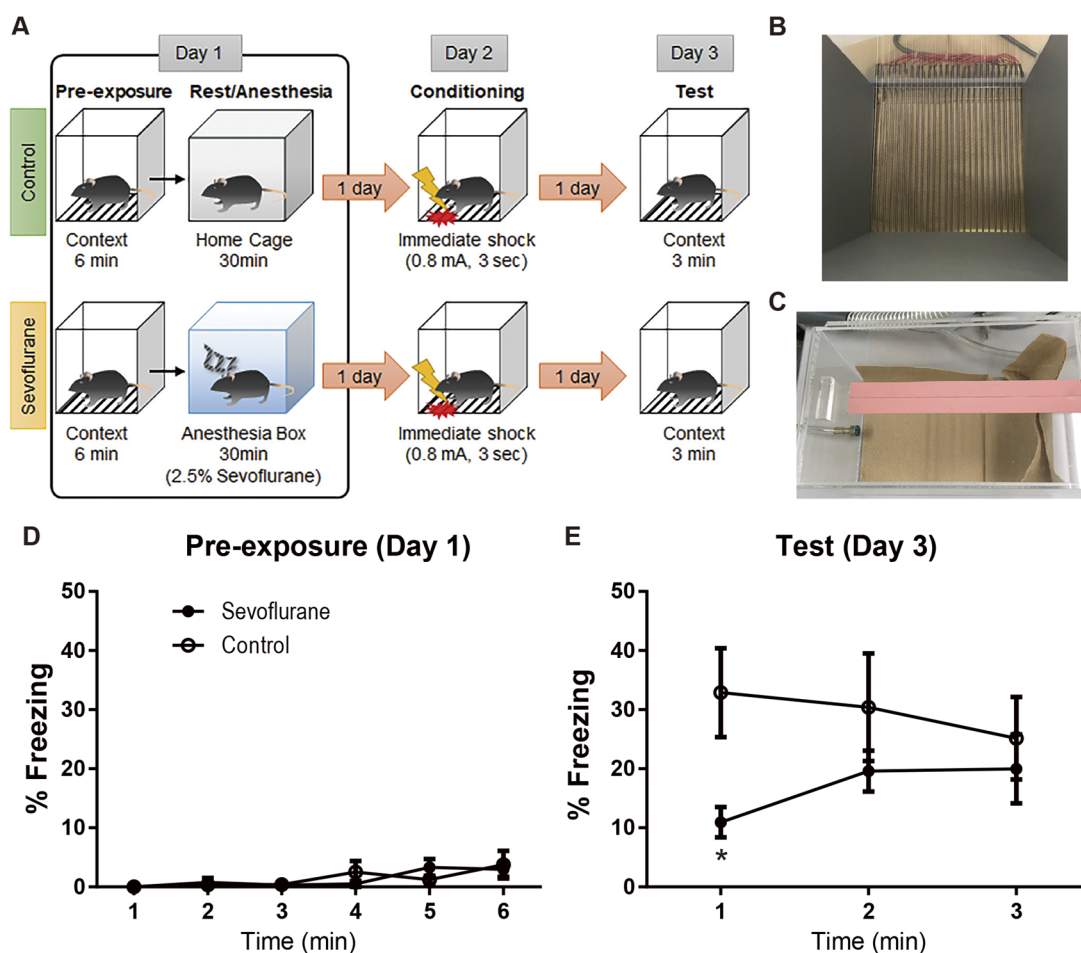 A
Day 1
Day 2
Day 3
Pre-exposure
Rest/Anesthesia
Conditioning
Test
Control
1 day
1 day
Context
6 min
Home Cage
30min
Immediate shock
(0.8 mA, 3 sec)
Context
3 min
Sevoflurane
1 day
1 day
Context
6 min
Anesthesia Box
30min
(2.5% Sevoflurane)
Immediate shock
(0.8 mA, 3 sec)
Context
3 min
B
C
D
Pre-exposure (Day 1)
% Freezing
50
40
30
20
10
0
Sevoflurane
Control
1 2 3 4 5 6
Time (min)
E
Test (Day 3)
% Freezing
50
40
30
20
10
0
*
1 2 3
Time (min)